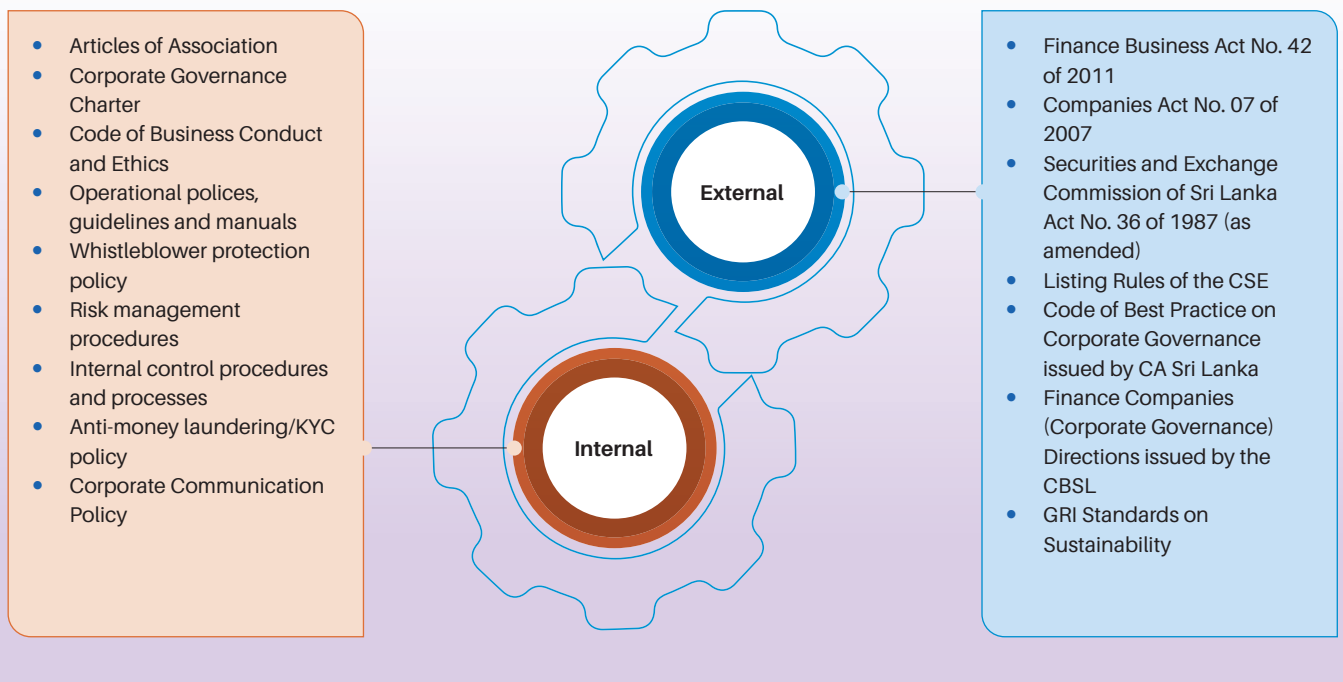 • Articles of Association
• Corporate Governance
Charter
• Code of Business Conduct
and Ethics
• Operational polices,
guidelines and manuals
• Whistleblower protection
policy
• Risk management
procedures
• Internal control procedures
and processes
• Anti-money laundering/KYC
policy
• Corporate Communication
Policy
External
Internal
• Finance Business Act No. 42
of 2011
• Companies Act No. 07 of
2007
• Securities and Exchange
Commission of Sri Lanka
Act No. 36 of 1987 (as
amended)
• Listing Rules of the CSE
• Code of Best Practice on
Corporate Governance
issued by CA Sri Lanka
• Finance Companies
(Corporate Governance)
Directions issued by the
CBSL
• GRI Standards on
Sustainability